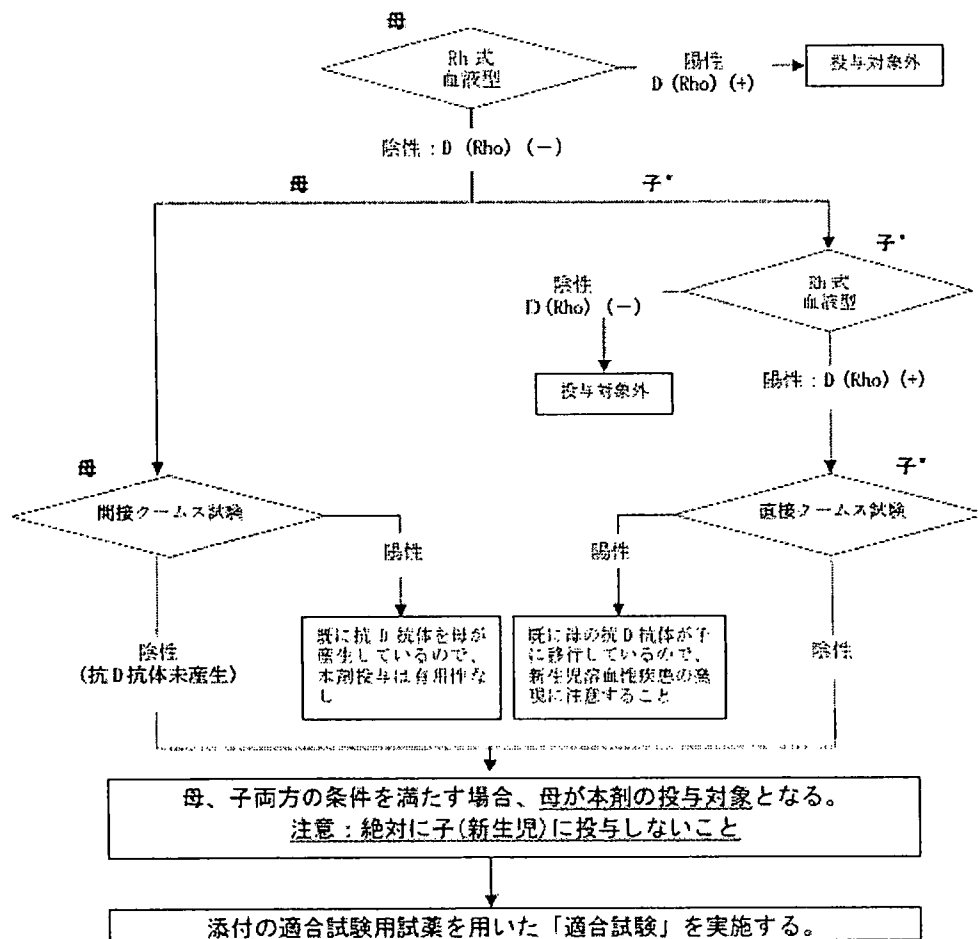 母
Rh 式
血液型
陽性
D (Rho) (+)
投与対象外
陰性：D (Rho) (－)
母
子*
子*
Rh 式
血液型
陰性
D (Rho) (－)
投与対象外
陽性：D (Rho) (+)
母
間接クームス試験
子*
直接クームス試験
陽性
陽性
陰性
(抗D抗体未産生)
既に抗 D 抗体を母が
産生しているので、
本剤投与は有用性な
し
既に母の抗 D 抗体が子
に移行しているので、
新生児溶血性疾患の発
現に注意すること
陰性
母、子両方の条件を満たす場合、母が本剤の投与対象となる。
注意：絶対に子(新生児)に投与しないこと
添付の適合試験用試薬を用いた「適合試験」を実施する。